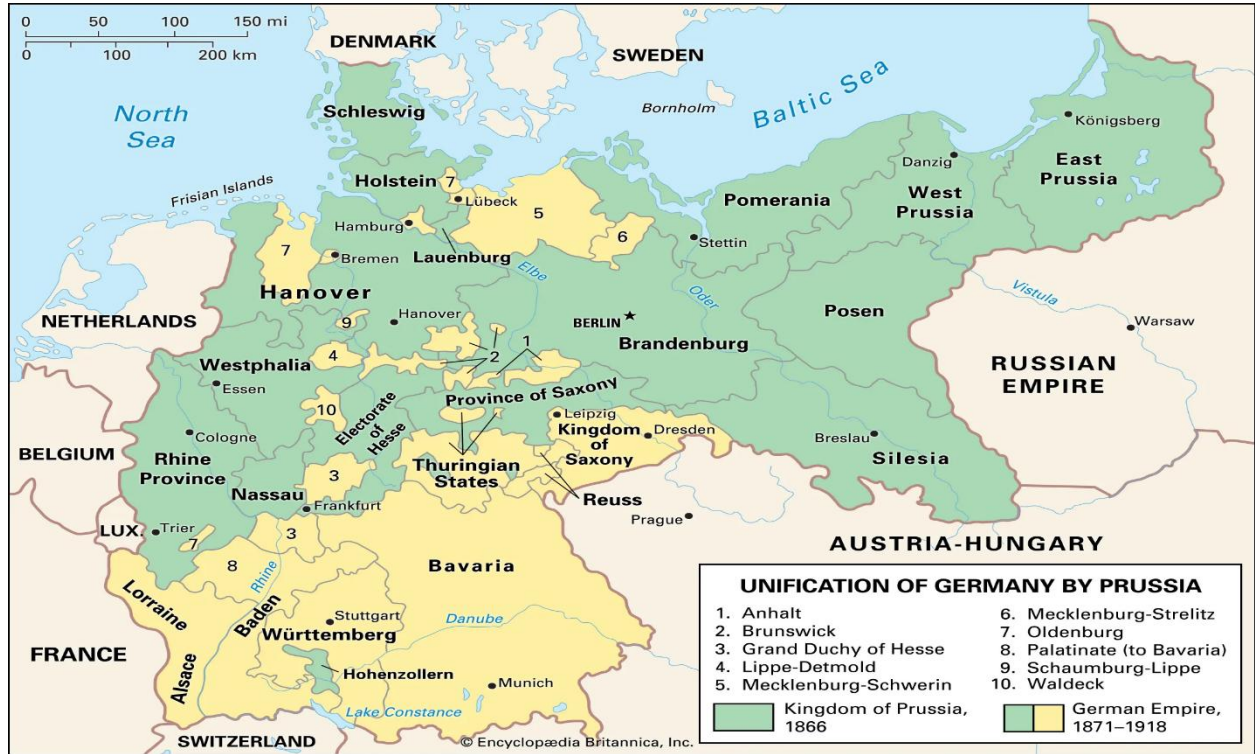 0 50 100 150 mi
0 100 200 km
DENMARK
SWEDEN
North
Sea
Baltic Sea
Bornholm
Schleswig
Königsberg
Danzig
East
Prussia
Frisian Islands
Holstein
7
Lübeck
Pomerania
West
Prussia
5
6
Hamburg
Stettin
7
Bremen
Lauenburg
Elbe
Oder
Vistula
Hanover
Posen
NETHERLANDS
9
Hanover
BERLIN
Warsaw
Brandenburg
Westphalia
4
2
1
RUSSIAN
EMPIRE
Essen
Province of Saxony
10
Electorate
of
Hesse
Leipzig
Kingdom
of
Saxony
Dresden
Cologne
Breslau
BELGIUM
Rhine
Province
Silesia
Thuringian
States
3
Nassau
Reuss
Frankfurt
Prague
LUX.
Trier
7
3
AUSTRIA-HUNGARY
8
Rhine
Bavaria
Lorraine
Baden
Stuttgart
Danube
Württemberg
FRANCE
Alsace
Hohenzollern
Munich
Lake Constance
SWITZERLAND
© Encyclopædia Britannica, Inc.
UNIFICATION OF GERMANY BY PRUSSIA
1. Anhalt
2. Brunswick
3. Grand Duchy of Hesse
4. Lippe-Detmold
5. Mecklenburg-Schwerin
6. Mecklenburg-Strelitz
7. Oldenburg
8. Palatinate (to Bavaria)
9. Schaumburg-Lippe
10. Waldeck
Kingdom of Prussia,
1866
German Empire,
1871–1918